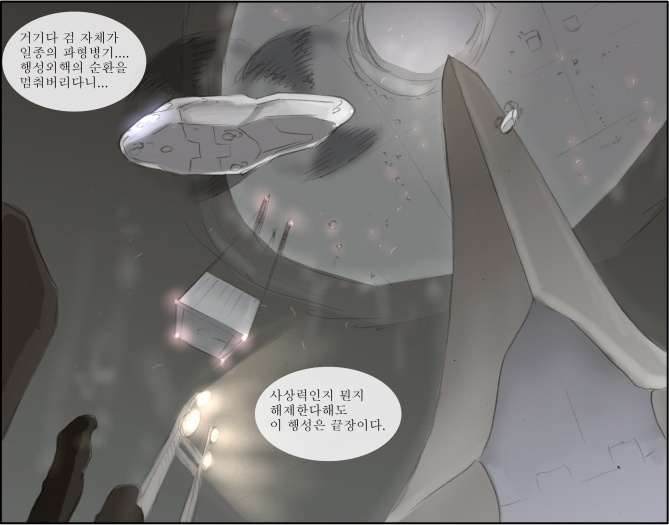 거기다 검 자체가
일종의 파형병기....
행성외핵의 순환을
멈춰버리다니...
사상력인지 뭔지
해제한다해도
이 행성은 끝장이다.